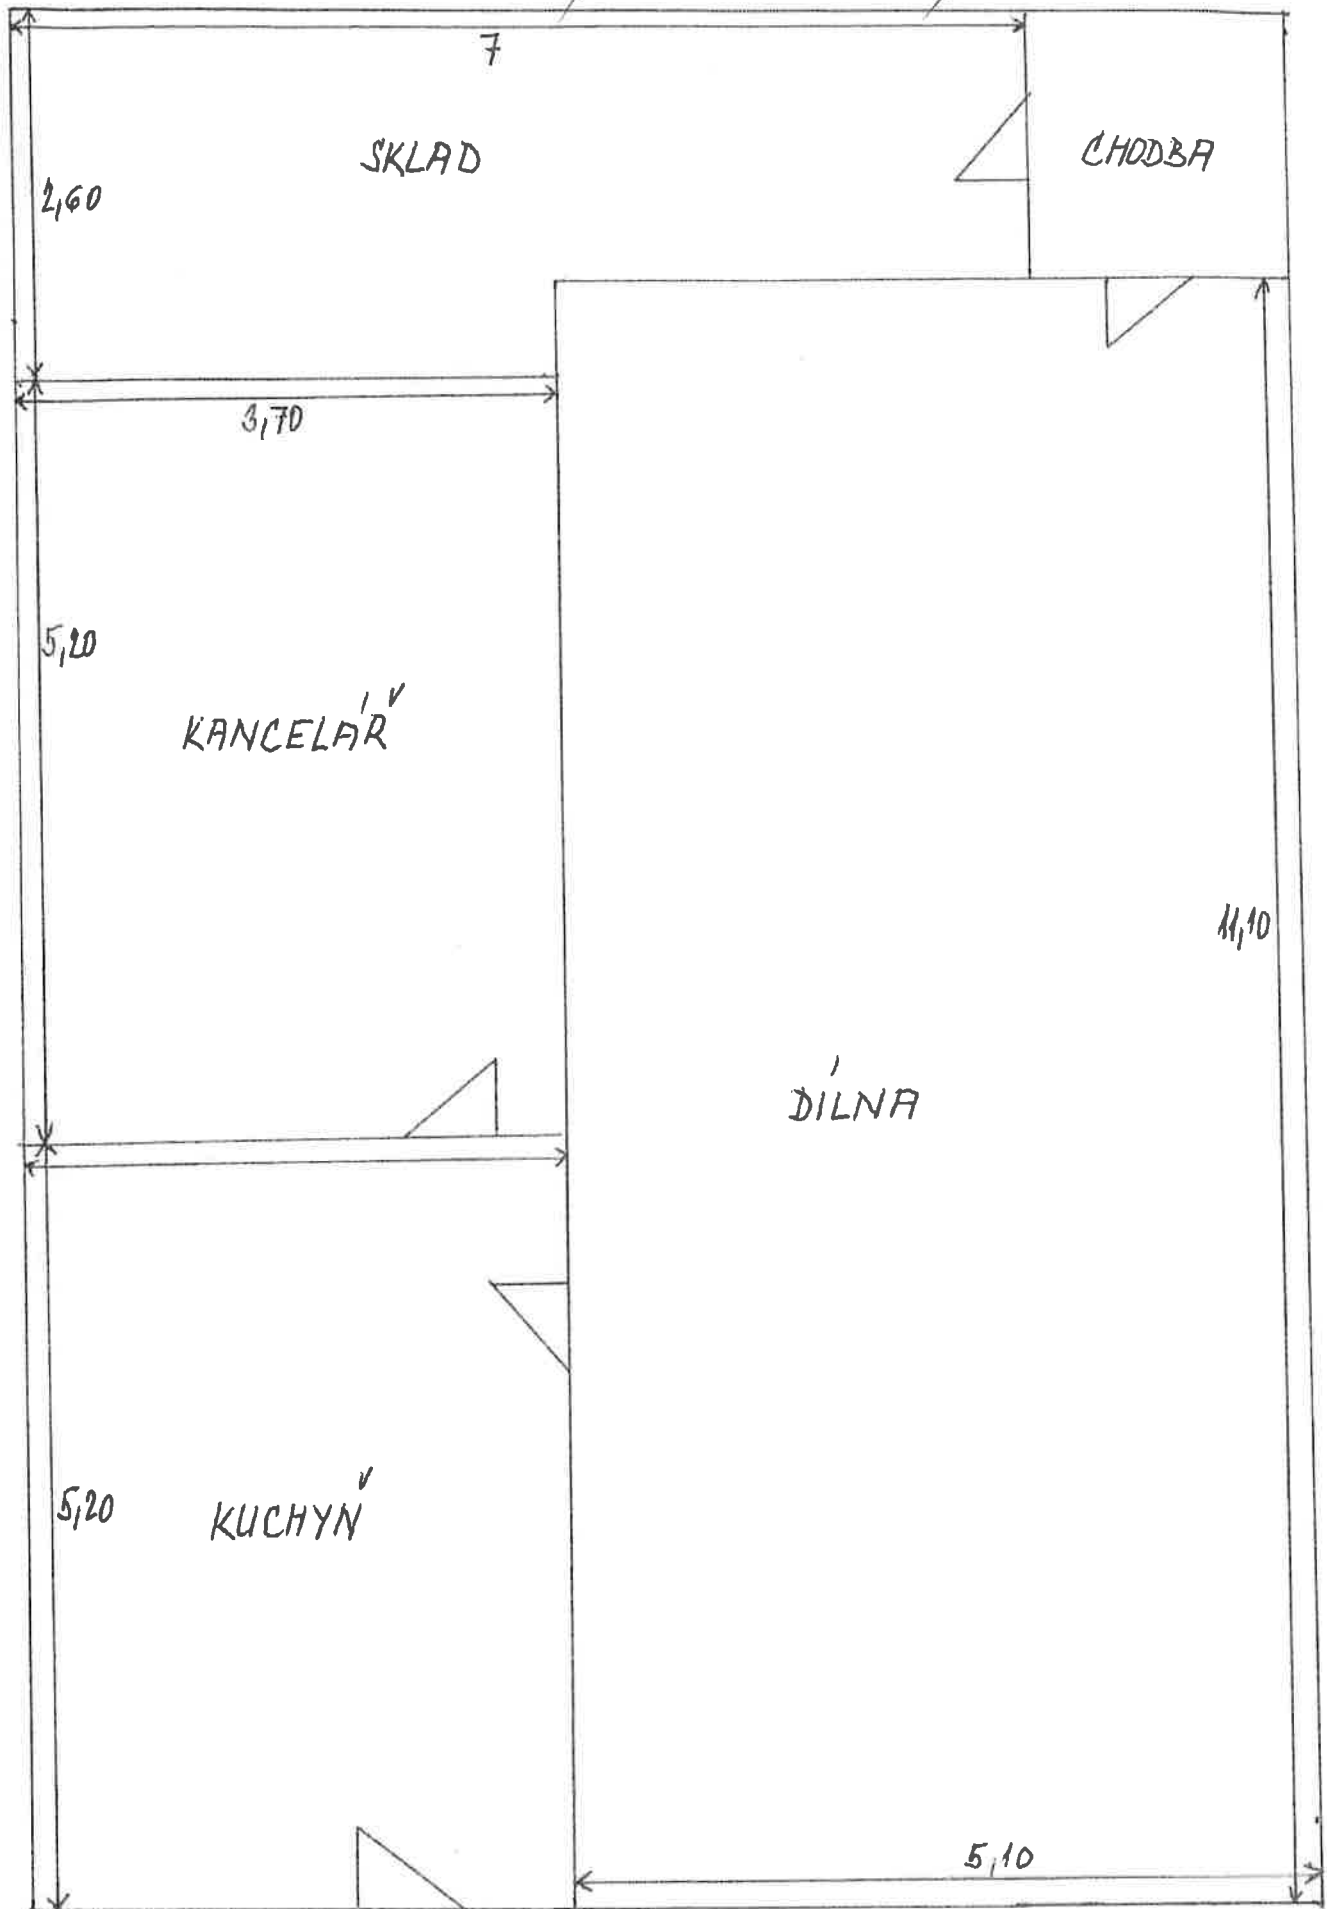 7
SKLAD
CHODBA
2,60
3,70
5,20
KANCELÁŘ
11,10
DÍLNA
5,20
KUCHYŇ
5,10